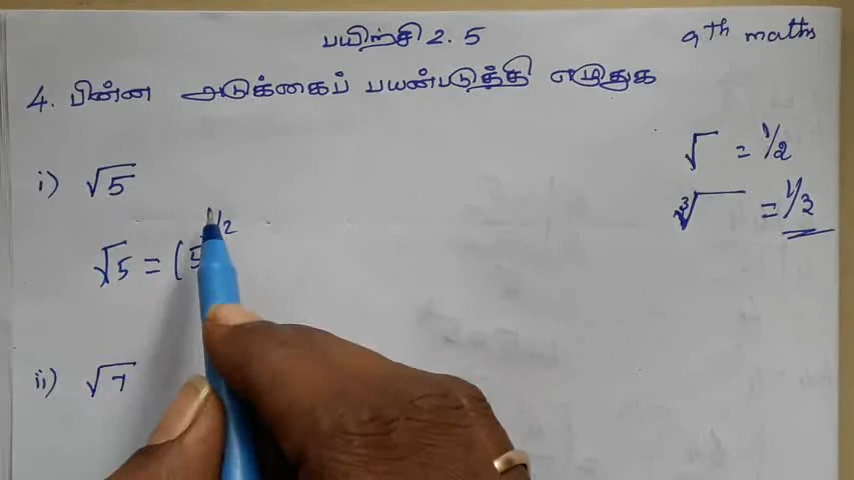 பயிற்சி 2.5
9th maths
4. பின்ன அடுக்கைப் பயன்படுத்தி எழுதுக
√ = 1/2
∛ = 1/3
i) √5
√5 = (5 1/2
ii) √7